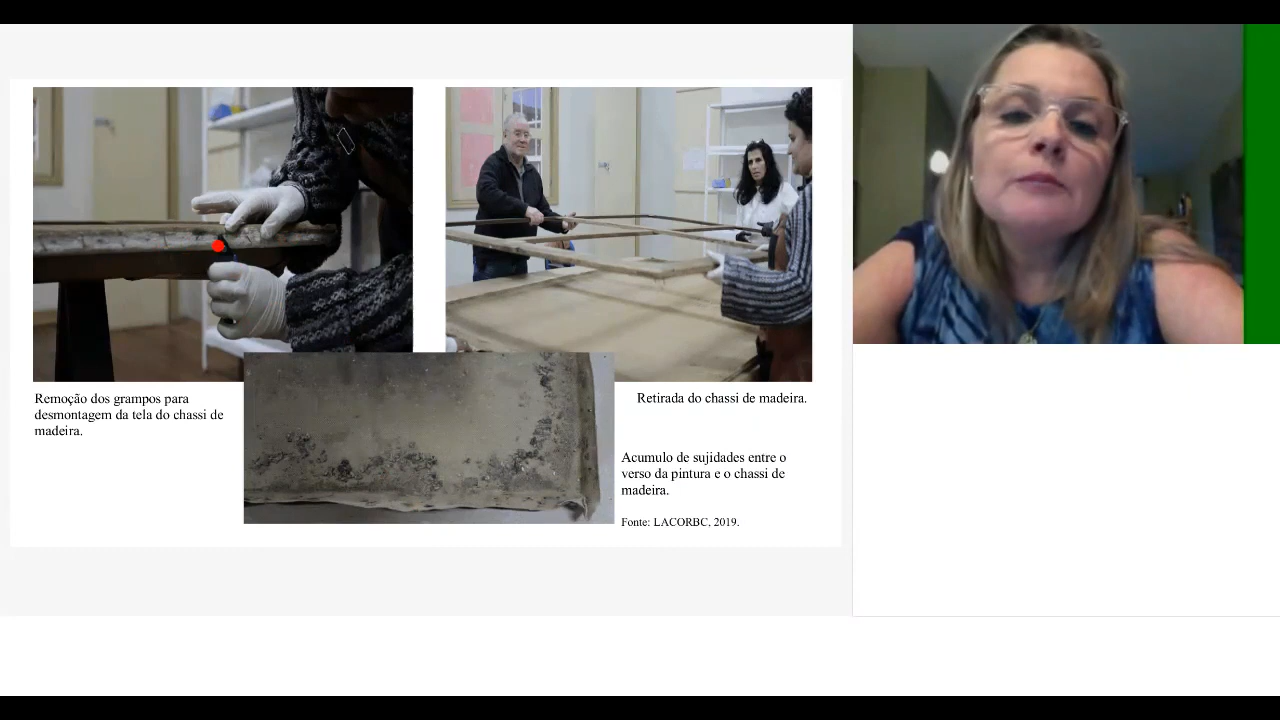 Remoção dos grampos para
desmontagem da tela do chassi de
madeira.
Retirada do chassi de madeira.
Acumulo de sujidades entre o
verso da pintura e o chassi de
madeira.
Fonte: LACORBC, 2019.